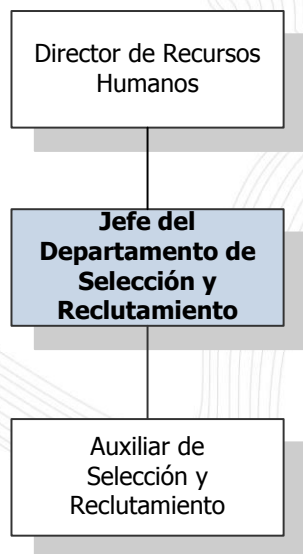 Director de Recursos
Humanos
Jefe del
Departamento de
Selección y
Reclutamiento
Auxiliar de
Selección y
Reclutamiento